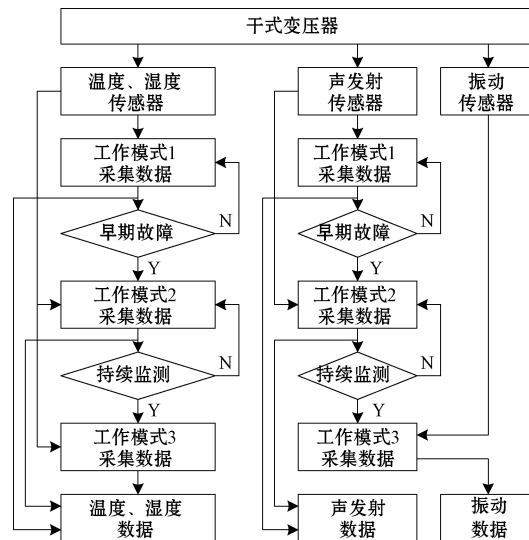 干式变压器
温度、湿度
传感器
声发射
传感器
振动
传感器
工作模式1
采集数据
工作模式1
采集数据
早期故障
N
早期故障
N
Y
Y
工作模式2
采集数据
工作模式2
采集数据
持续监测
N
持续监测
N
Y
Y
工作模式3
采集数据
工作模式3
采集数据
温度、湿度
数据
声发射
数据
振动
数据